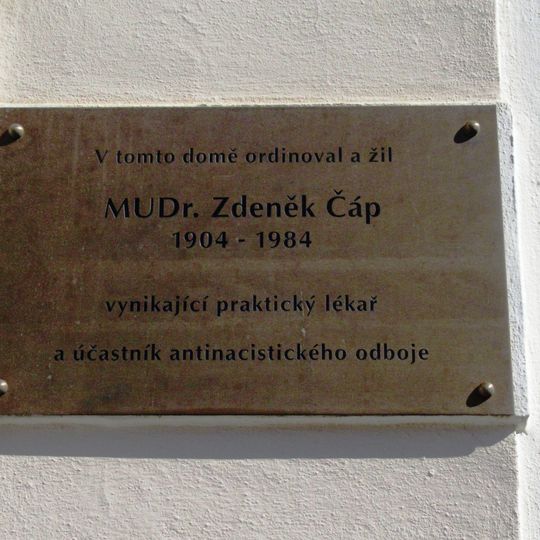 V tomto domě ordinoval a žil
MUDr. Zdeněk Čáp
1904 - 1984
vynikající praktický lékař
a účastník antinacistického odboje